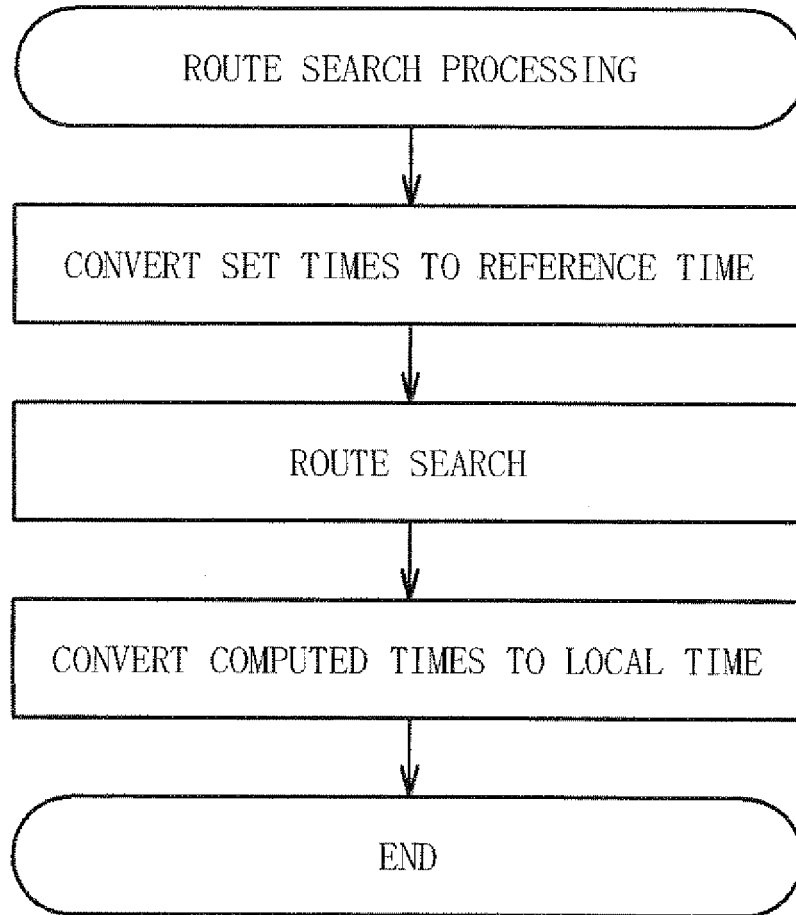 ROUTE SEARCH PROCESSING
CONVERT SET TIMES TO REFERENCE TIME
ROUTE SEARCH
CONVERT COMPUTED TIMES TO LOCAL TIME
END